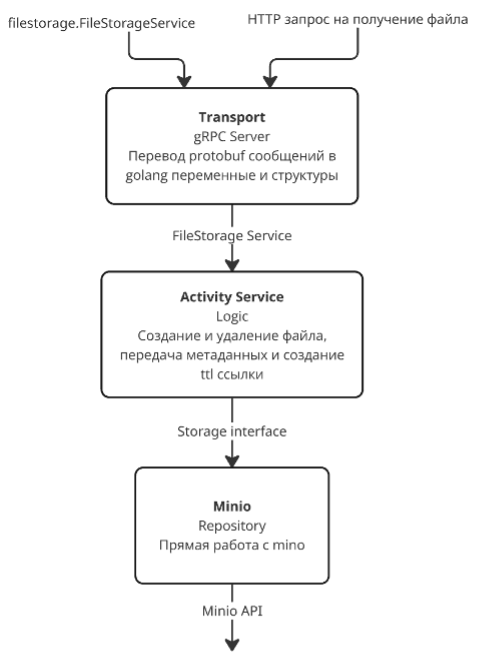 filestorage.FileStorageService
HTTP запрос на получение файла
Transport
gRPC Server
Перевод protobuf сообщений в
golang переменные и структуры
FileStorage Service
Activity Service
Logic
Создание и удаление файла,
передача метаданных и создание
ttl ссылки
Storage interface
Minio
Repository
Прямая работа с mino
Minio API